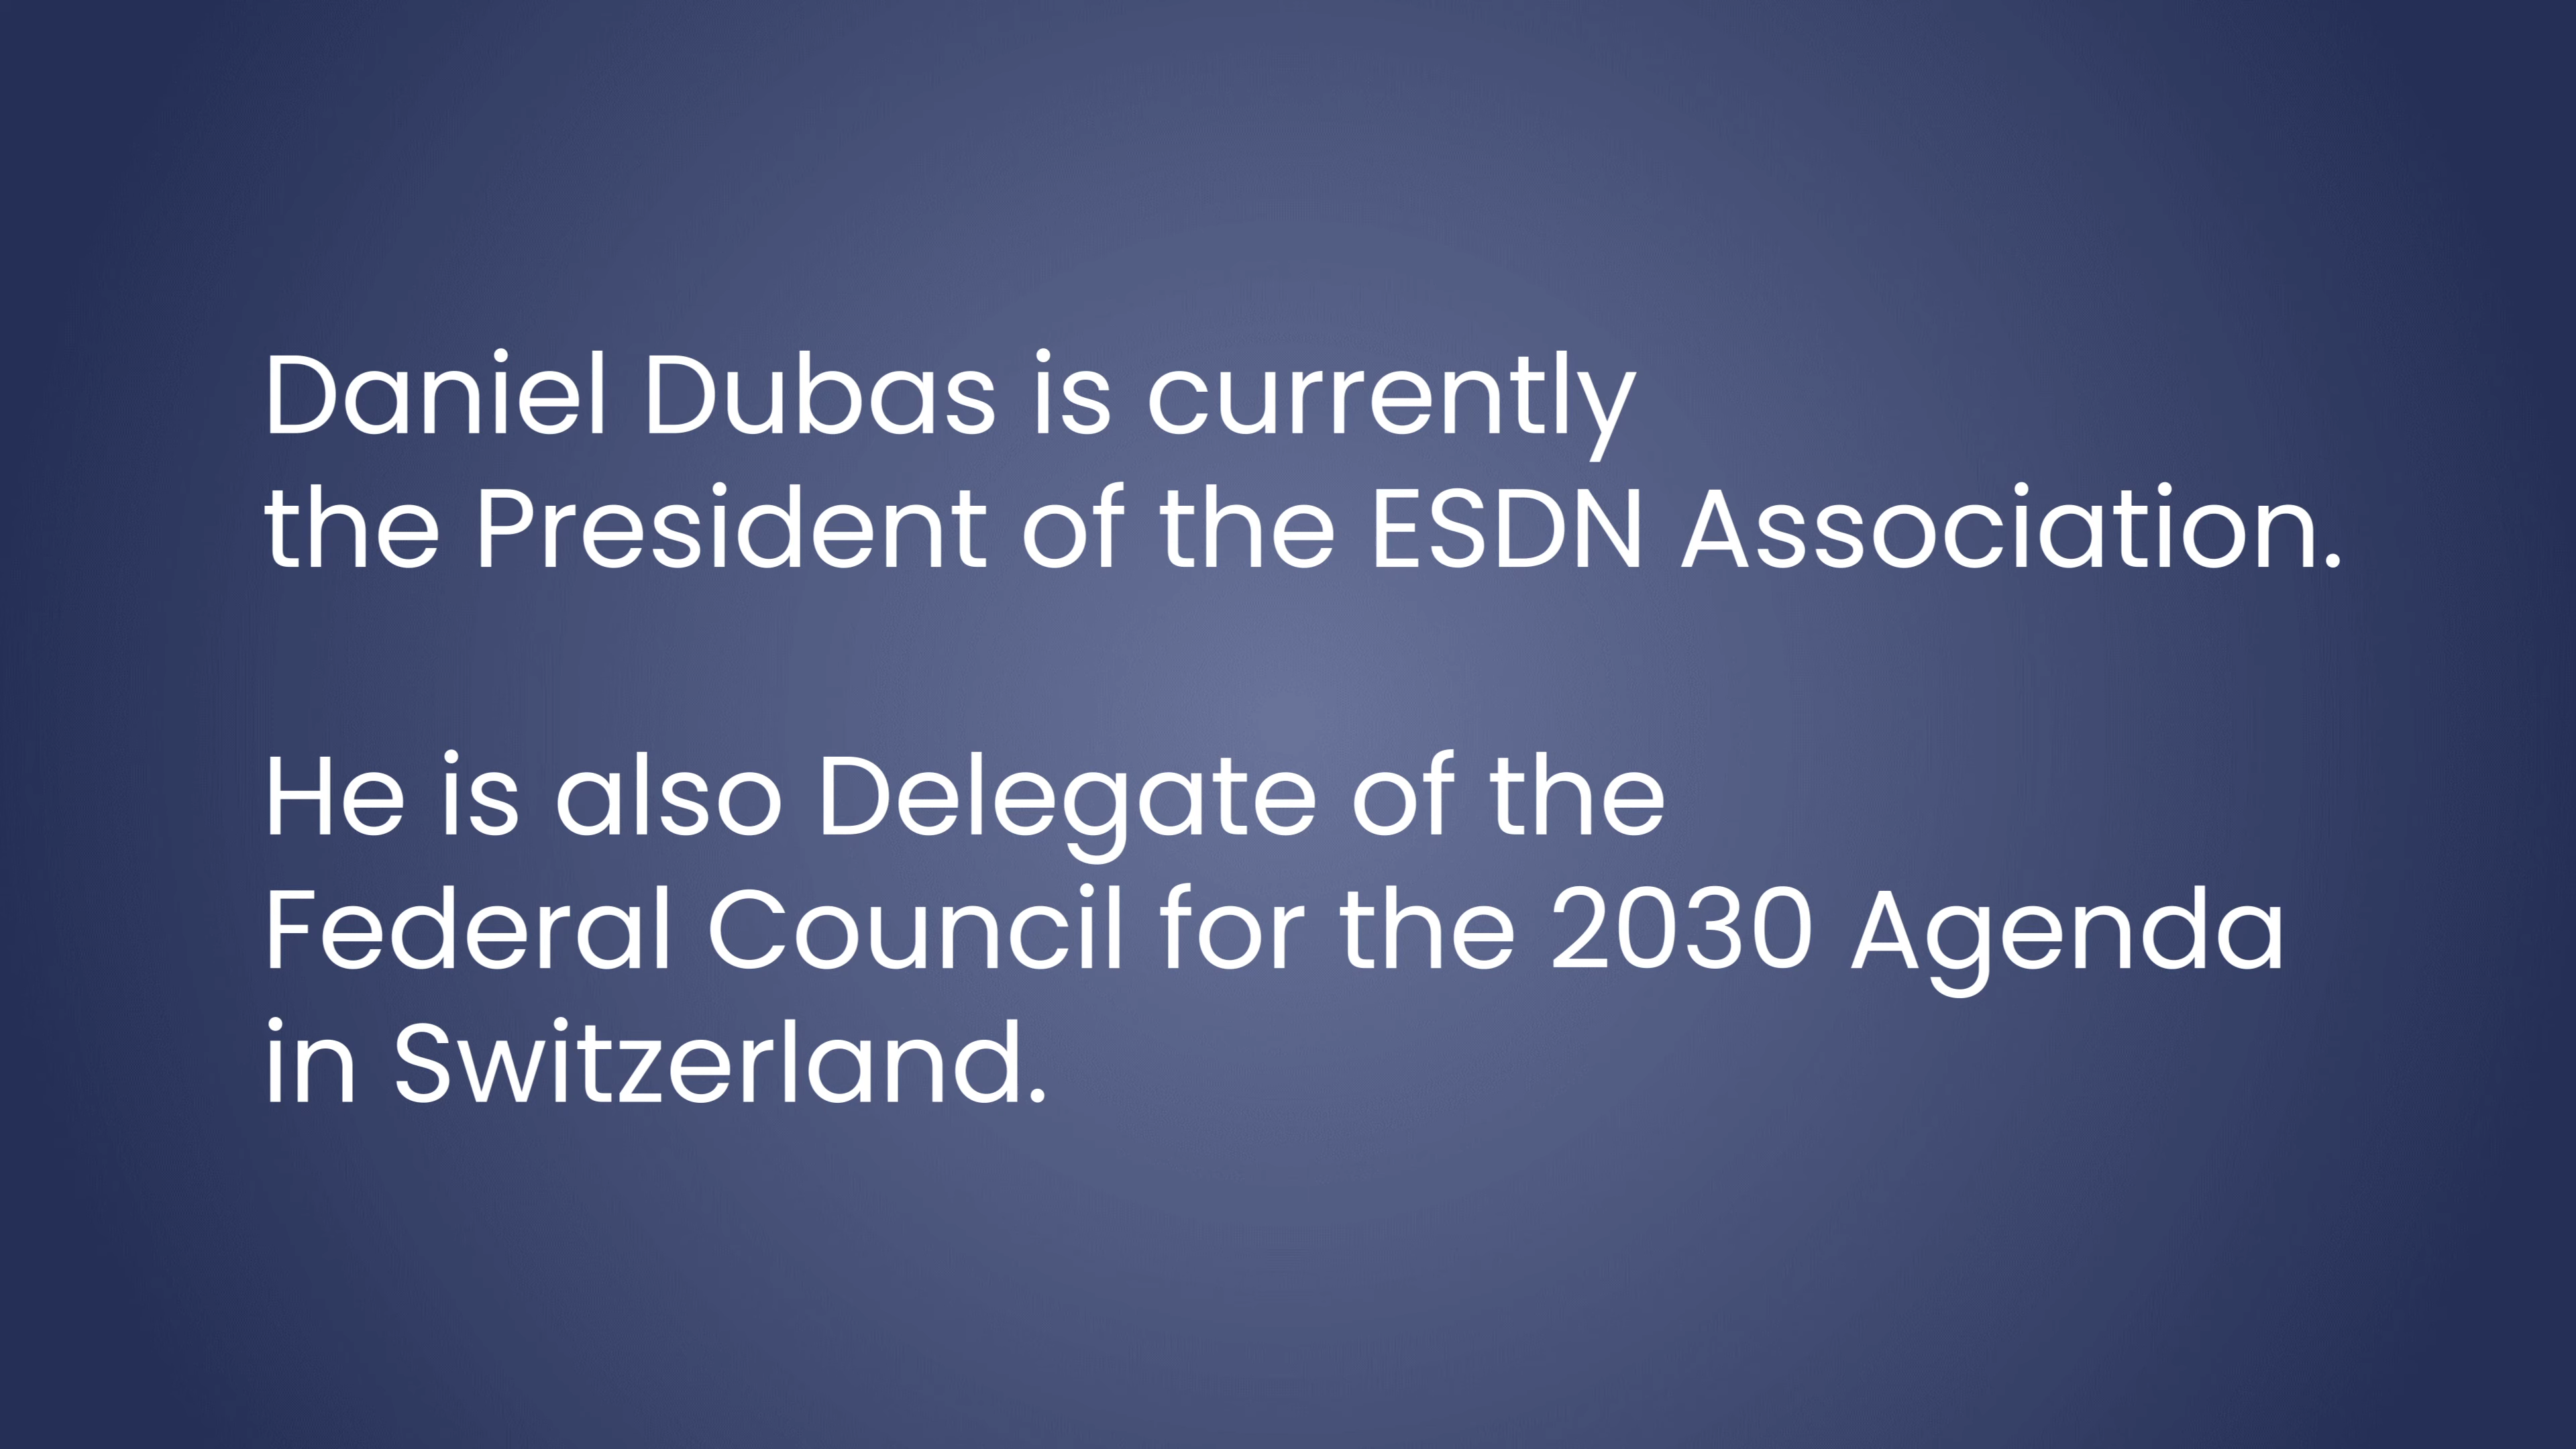 Daniel Dubas is currently
the President of the ESDN Association.
He is also Delegate of the
Federal Council for the 2030 Agenda
in Switzerland.